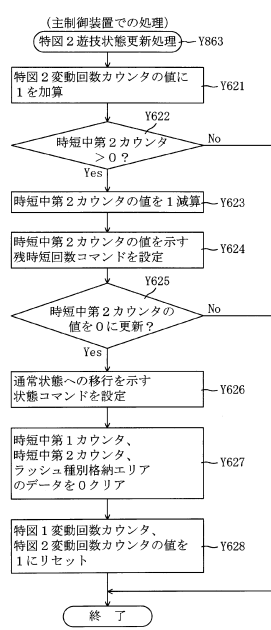 (主制御装置での処理)
特図２遊技状態更新処理
Y863
特図２変動回数カウンタの値に
１を加算
Y621
Y622
時短中第２カウンタ
＞０？
No
Yes
時短中第２カウンタの値を１減算
Y623
時短中第２カウンタの値を示す
残時短回数コマンドを設定
Y624
Y625
時短中第２カウンタの
値を０に更新？
No
Yes
通常状態への移行を示す
状態コマンドを設定
Y626
時短中第１カウンタ、
時短中第２カウンタ、
ラッシュ種別格納エリア
のデータを０クリア
Y627
特図１変動回数カウンタ、
特図２変動回数カウンタの値を
１にリセット
Y628
終 了